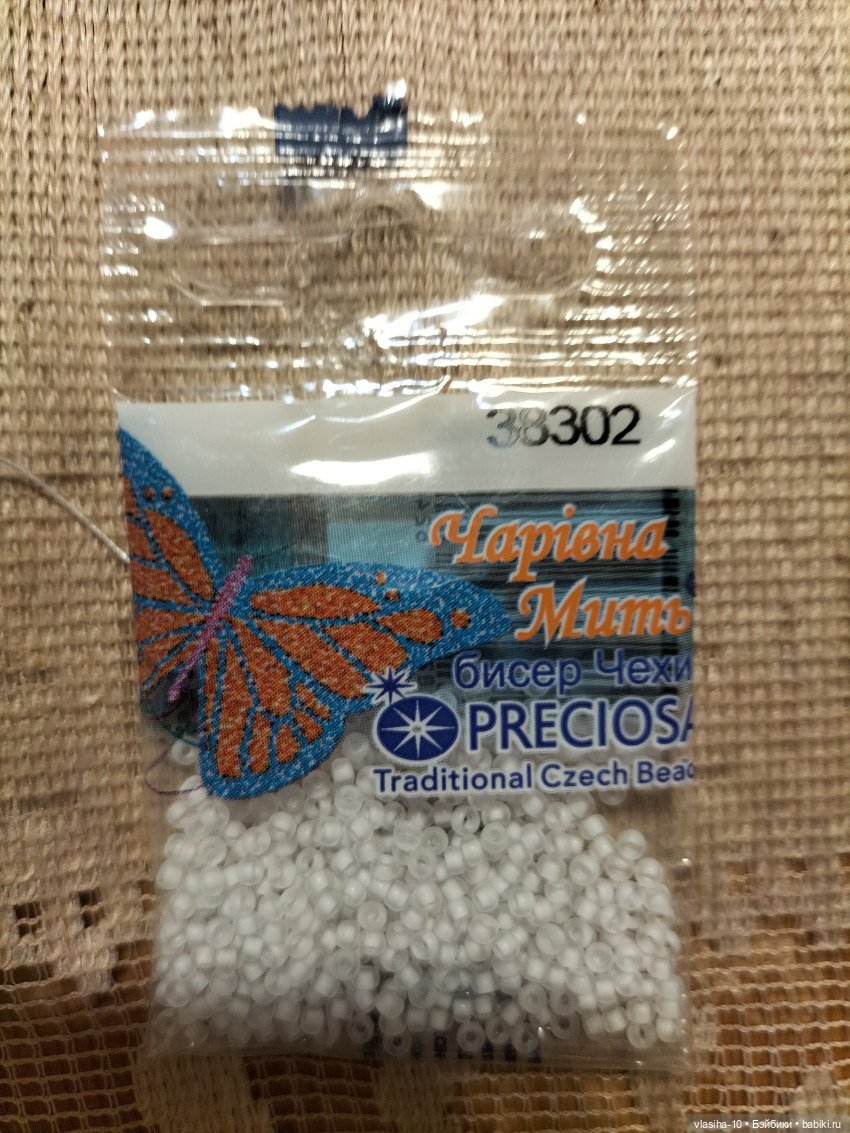 38302
Чарівна
Мить
бисер Чехи
PRECIOSA
Traditional Czech Bead
vlasiha-10 • Бэйбики • babiki.ru